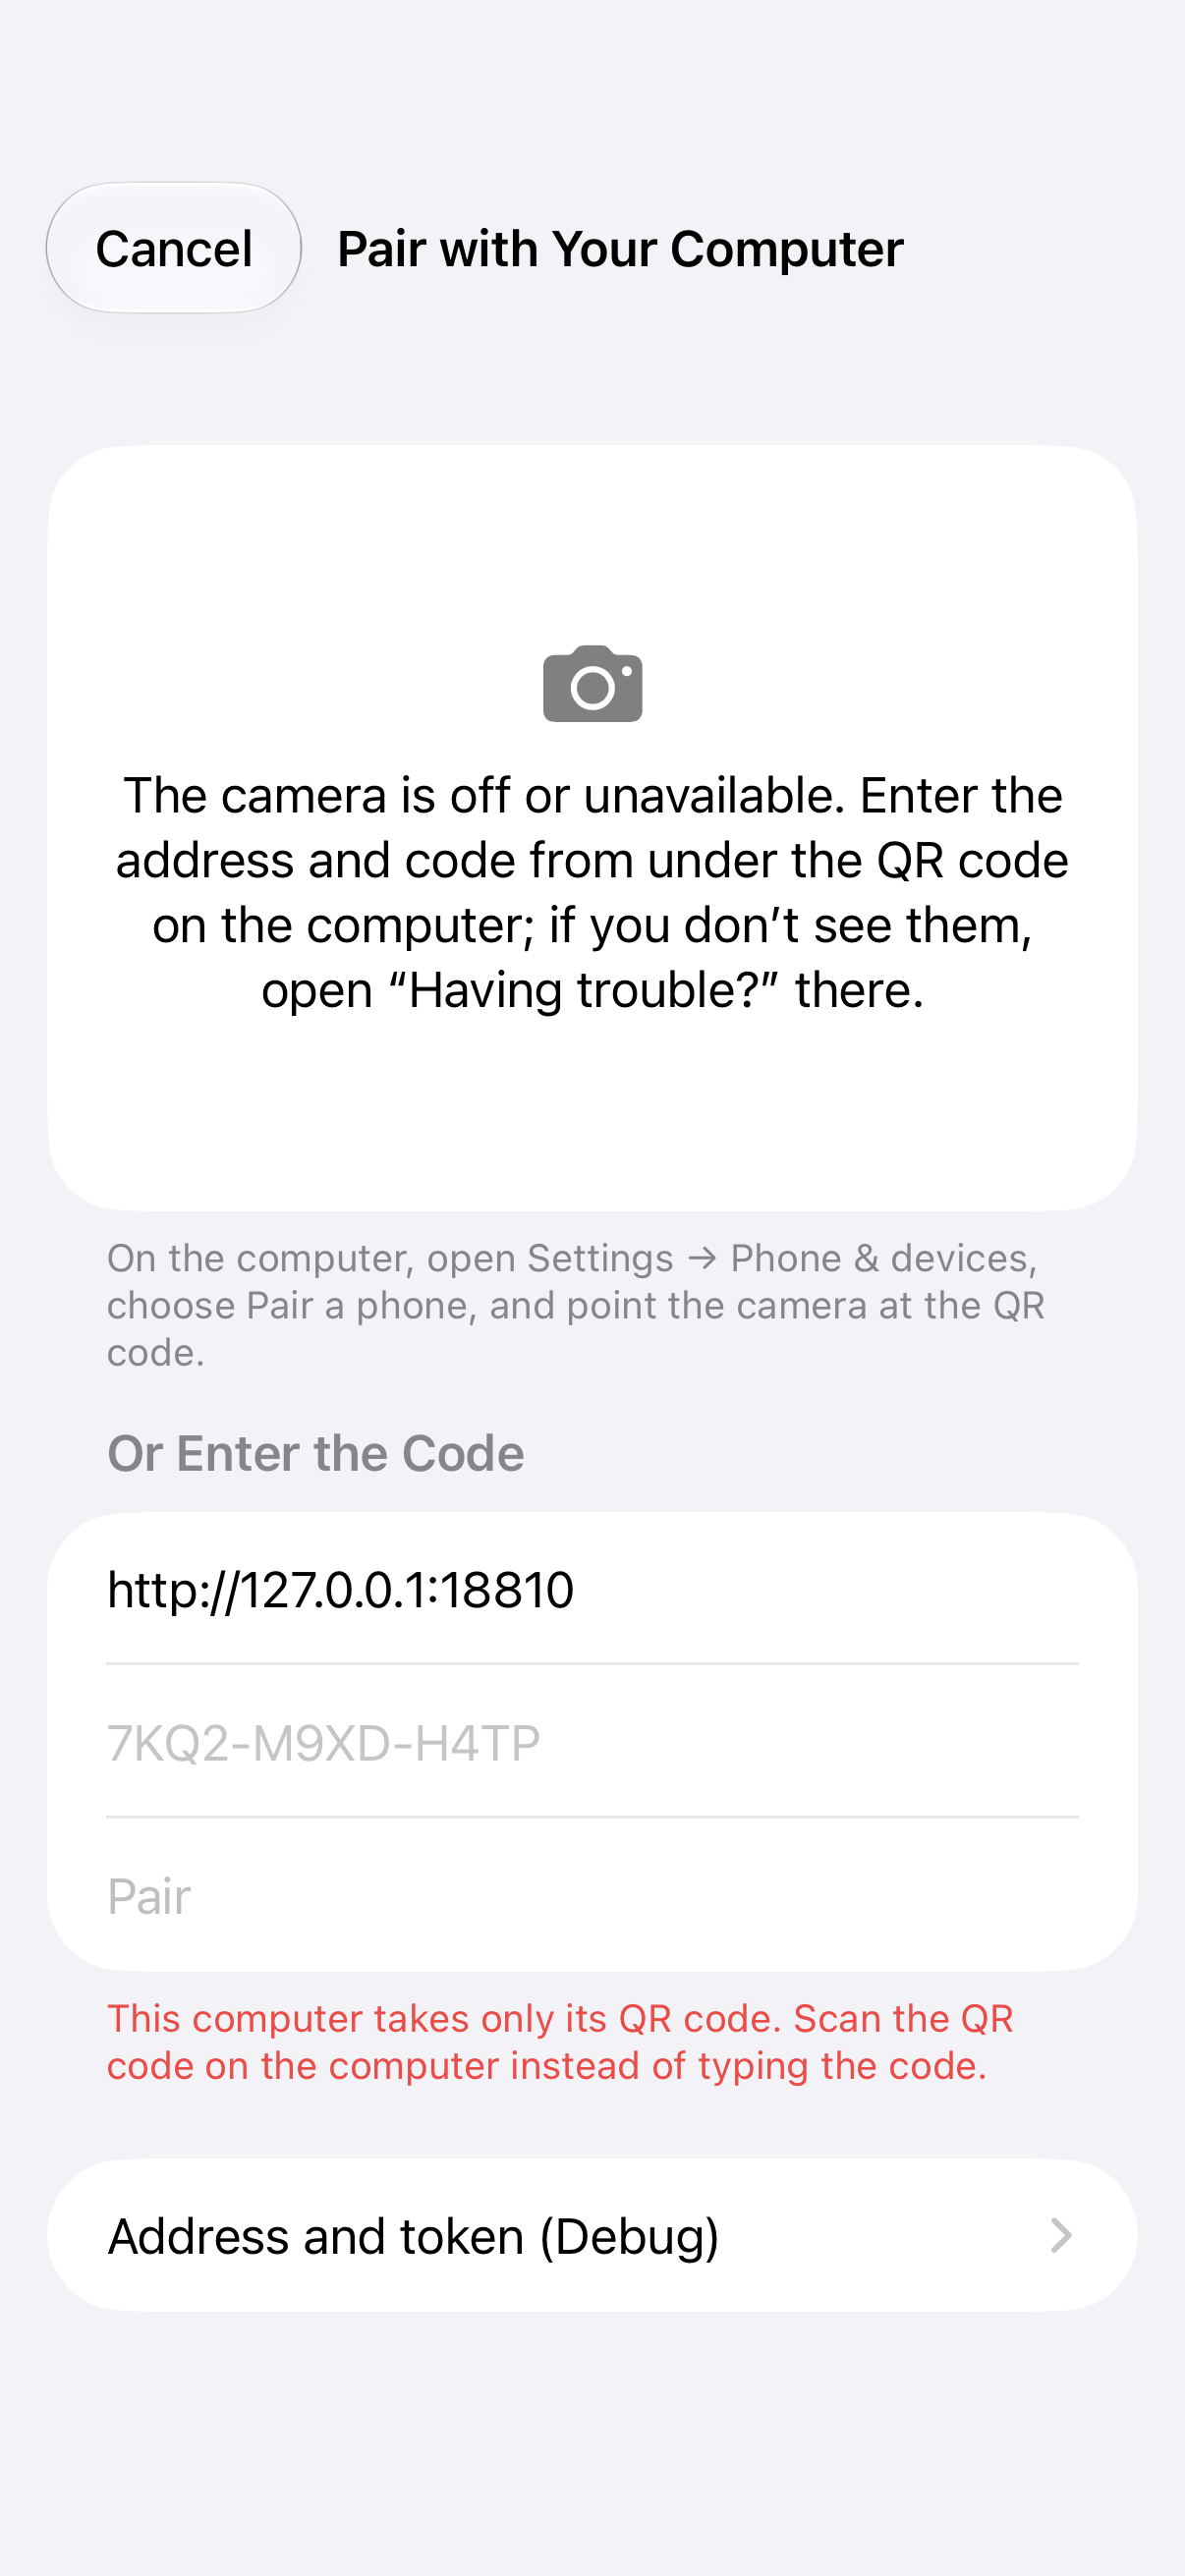 Cancel
Pair with Your Computer
The camera is off or unavailable. Enter the
address and code from under the QR code
on the computer; if you don’t see them,
open “Having trouble?” there.
On the computer, open Settings → Phone & devices,
choose Pair a phone, and point the camera at the QR
code.
Or Enter the Code
http://127.0.0.1:18810
7KQ2-M9XD-H4TP
Pair
This computer takes only its QR code. Scan the QR
code on the computer instead of typing the code.
Address and token (Debug)